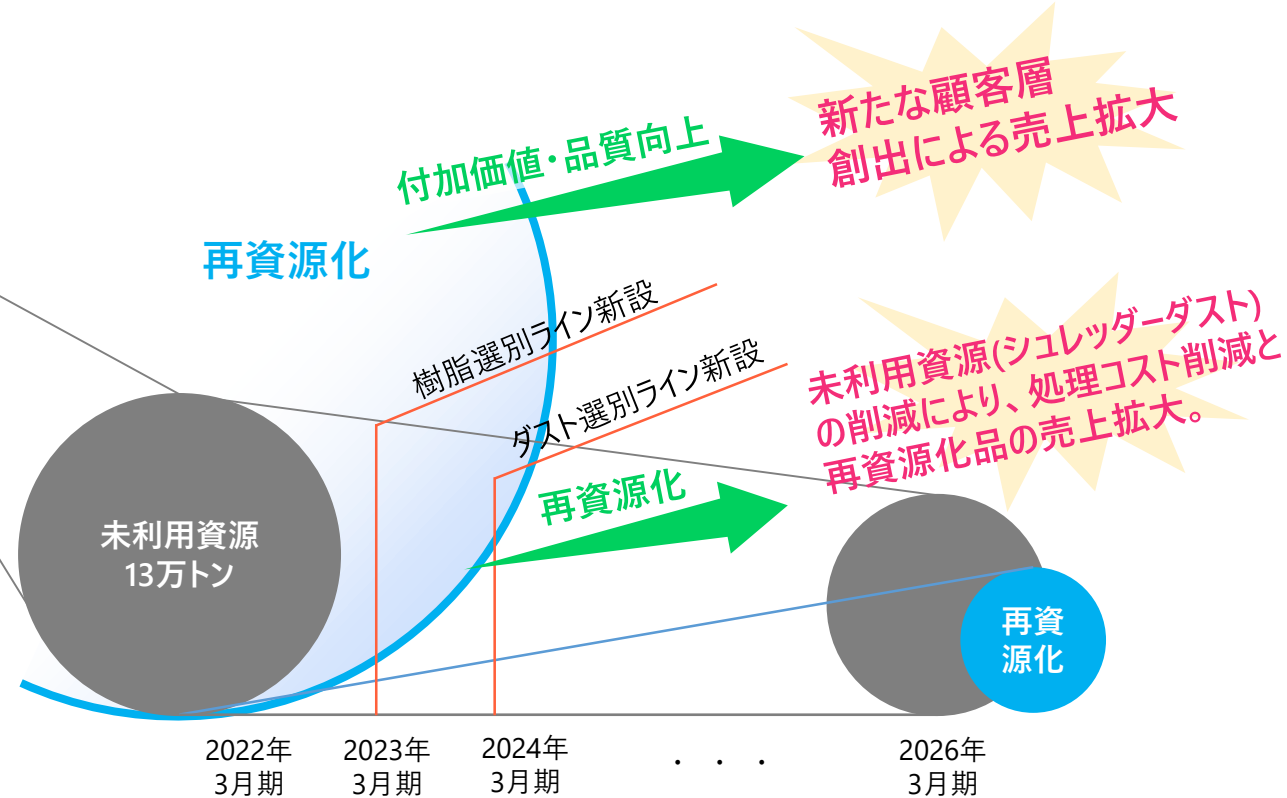 新たな顧客層
創出による売上拡大
付加価値・品質向上
再資源化
樹脂選別ライン新設
ダスト選別ライン新設
未利用資源(シュレッダーダスト)
の削減により、処理コスト削減と
再資源化品の売上拡大。
再資源化
未利用資源
13万トン
再資
源化
2022年
3月期
2023年
3月期
2024年
3月期
・・・
2026年
3月期